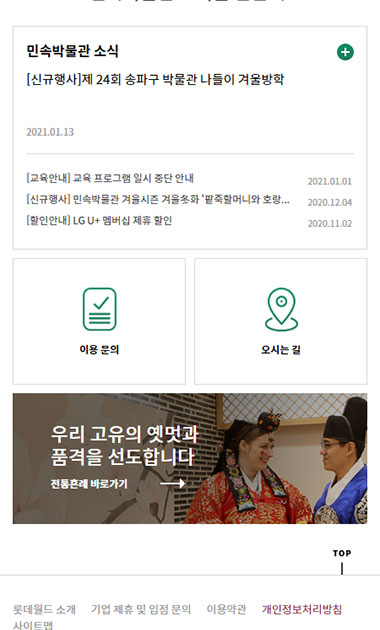 민속박물관 소식
[신규행사]제 24회 송파구 박물관 나들이 겨울방학
2021.01.13
[교육안내] 교육 프로그램 일시 중단 안내 2021.01.01
[신규행사] 민속박물관 겨울시즌 겨울冬화 '팥죽할머니와 호랑... 2020.12.04
[할인안내] LG U+ 멤버십 제휴 할인 2020.11.02
이용 문의 오시는 길
우리 고유의 옛멋과
품격을 선도합니다
전통혼례 바로가기
TOP
롯데월드 소개 기업 제휴 및 입점 문의 이용약관 개인정보처리방침
사이트맵